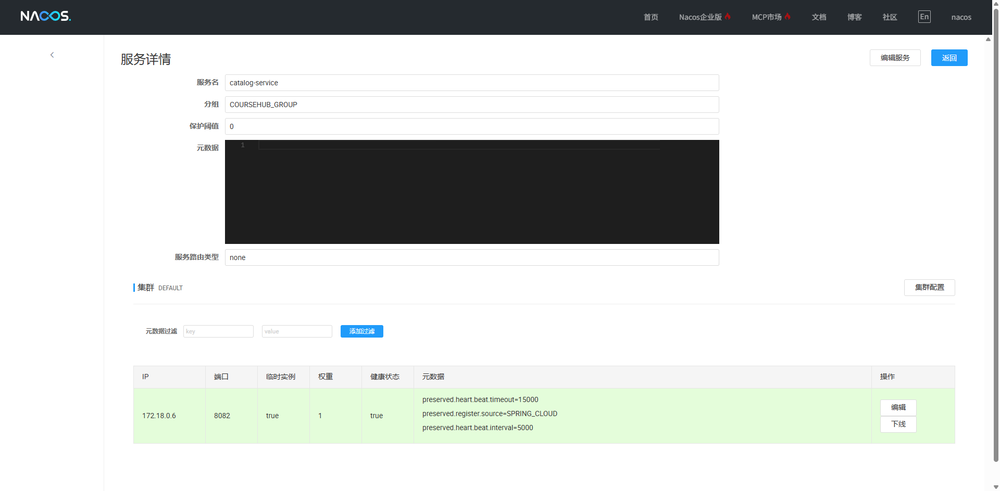 NACOS.
首页 Nacos企业版 MCP市场 文档 博客 社区 En nacos
服务详情
编辑服务 返回
服务名 catalog-service
分组 COURSEHUB_GROUP
保护阈值 0
元数据 1
服务路由类型 none
集群 DEFAULT 集群配置
元数据过滤 key value 添加过滤
IP 端口 临时实例 权重 健康状态 元数据 操作
172.18.0.6 8082 true 1 true
preserved.heart.beat.timeout=15000
preserved.register.source=SPRING_CLOUD
preserved.heart.beat.interval=5000
编辑
下线